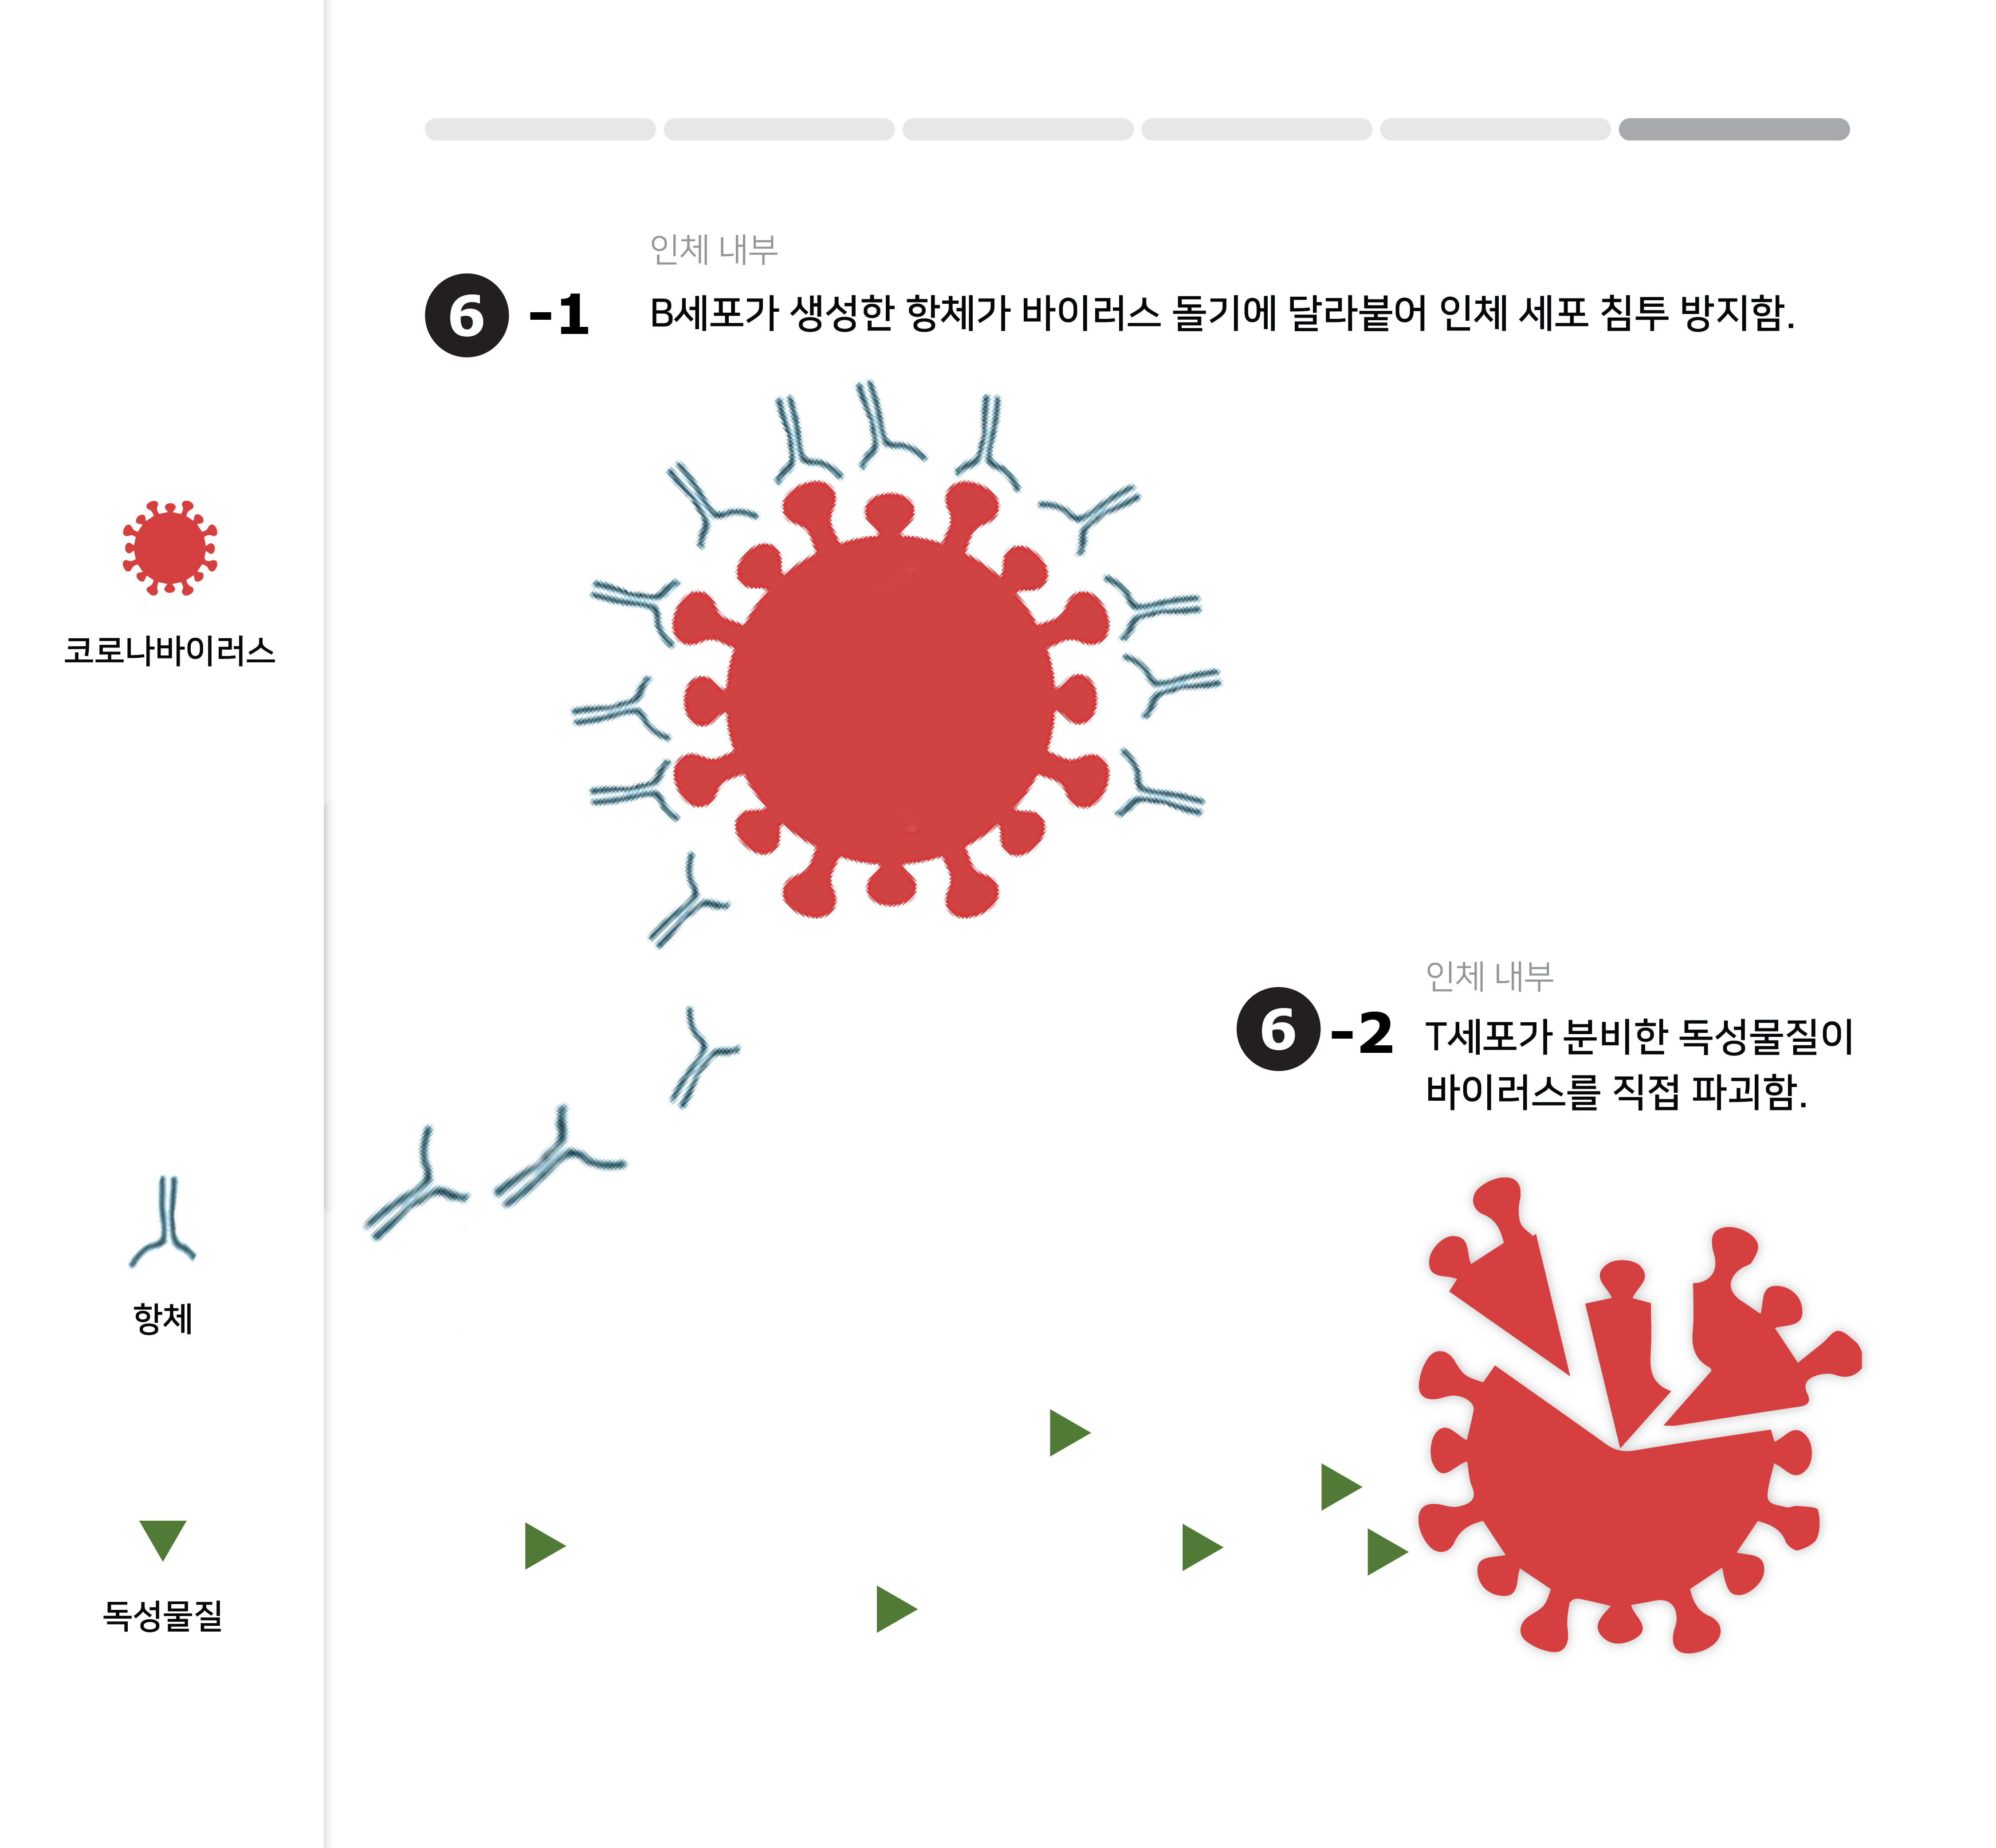 인체 내부
6 -1 B세포가 생성한 항체가 바이러스 돌기에 달라붙어 인체 세포 침투 방지함.
코로나바이러스
인체 내부
6 -2 T세포가 분비한 독성물질이
바이러스를 직접 파괴함.
항체
독성물질